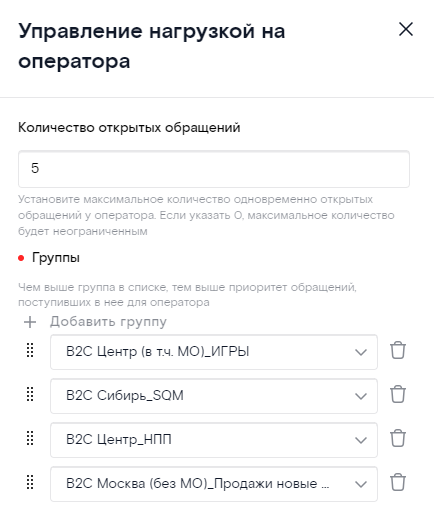 Управление нагрузкой на
оператора
Количество открытых обращений
5
Установите максимальное количество одновременно открытых
обращений у оператора. Если указать 0, максимальное количество
будет неограниченным
Группы
Чем выше группа в списке, тем выше приоритет обращений,
поступивших в нее для оператора
Добавить группу
B2C Центр (в т.ч. МО)_ИГРЫ
B2C Сибирь_SQM
B2C Центр_НПП
B2C Москва (без МО)_Продажи новые ...